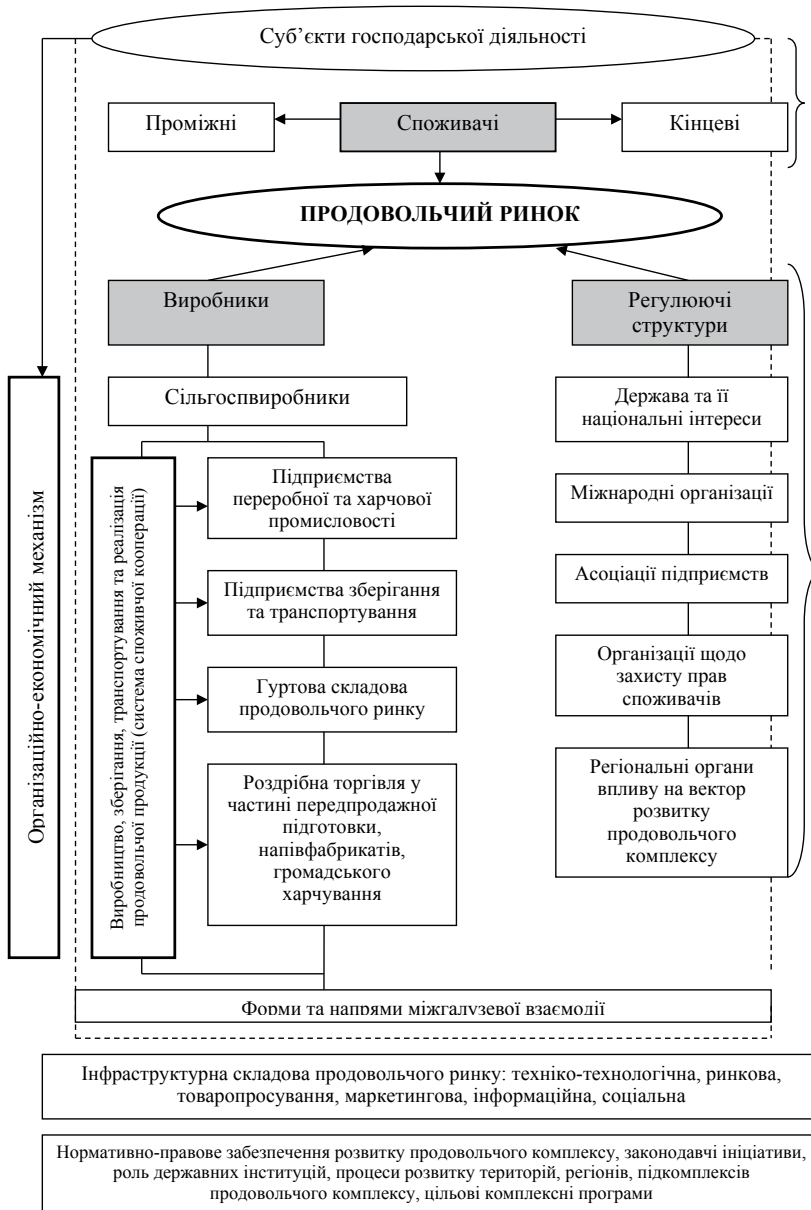 Суб’єкти господарської діяльності
Проміжні
Споживачі
Кінцеві
ПРОДОВОЛЬЧИЙ РИНОК
Виробники
Регулюючі
структури
Сільгоспвиробники
Держава та її
національні інтереси
Організаційно-економічний механізм
Виробництво, зберігання, транспортування та реалізація
продовольчої продукції (система споживчої кооперації)
Підприємства
переробної та харчової
промисловості
Підприємства зберігання
та транспортування
Гуртова складова
продовольчого ринку
Роздрібна торгівля у
частині передпродажної
підготовки,
напівфабрикатів,
громадського
харчування
Міжнародні організації
Асоціації підприємств
Організації щодо
захисту прав
споживачів
Регіональні органи
впливу на вектор
розвитку
продовольчого
комплексу
Форми та напрями міжгалузевої взаємодії
Інфраструктурна складова продовольчого ринку: техніко-технологічна, ринкова,
товаропросування, маркетингова, інформаційна, соціальна
Нормативно-правове забезпечення розвитку продовольчого комплексу, законодавчі ініціативи,
роль державних інституцій, процеси розвитку територій, регіонів, підкомплексів
продовольчого комплексу, цільові комплексні програми